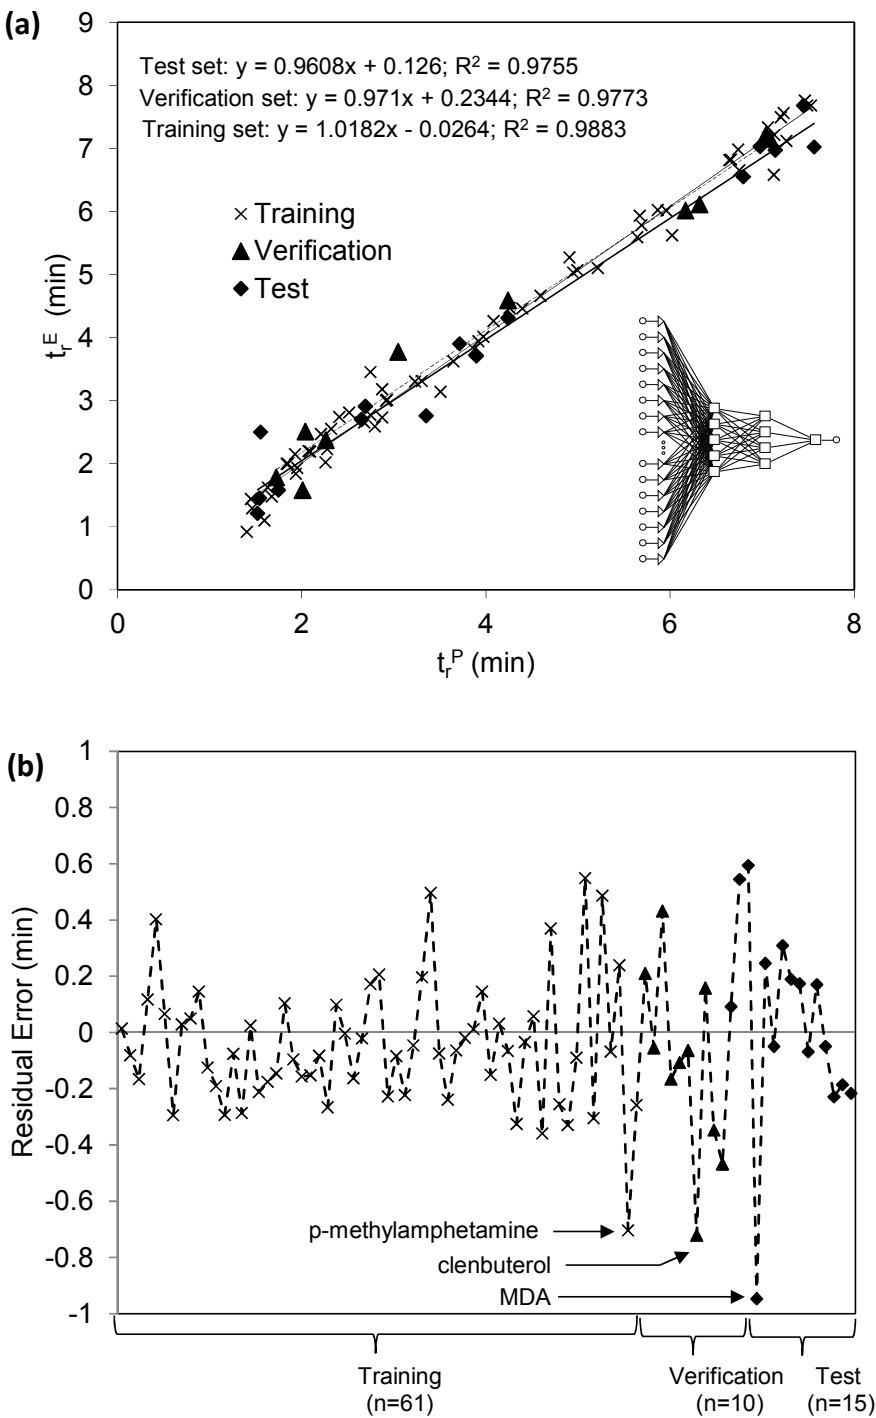 (a)
9
8
7
6
5
4
3
2
1
0
Test set: y = 0.9608x + 0.126; R² = 0.9755
Verification set: y = 0.971x + 0.2344; R² = 0.9773
Training set: y = 1.0182x - 0.0264; R² = 0.9883
Training
Verification
Test
tᵣᴱ (min)
0 2 4 6 8
tᵣᴾ (min)
(b)
1
0.8
0.6
0.4
0.2
0
-0.2
-0.4
-0.6
-0.8
-1
Residual Error (min)
p-methylamphetamine
clenbuterol
MDA
Training Verification Test
(n=61) (n=10) (n=15)